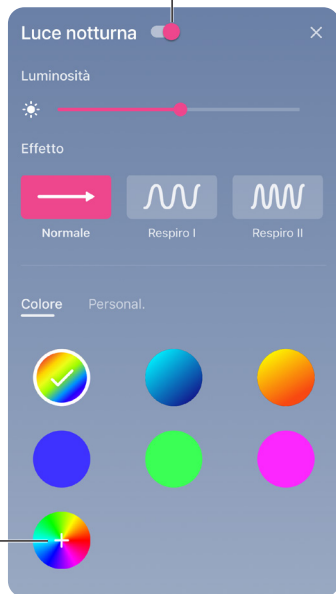 Luce notturna
Luminosità
Effetto
Normale Respiro I Respiro II
Colore Personal.